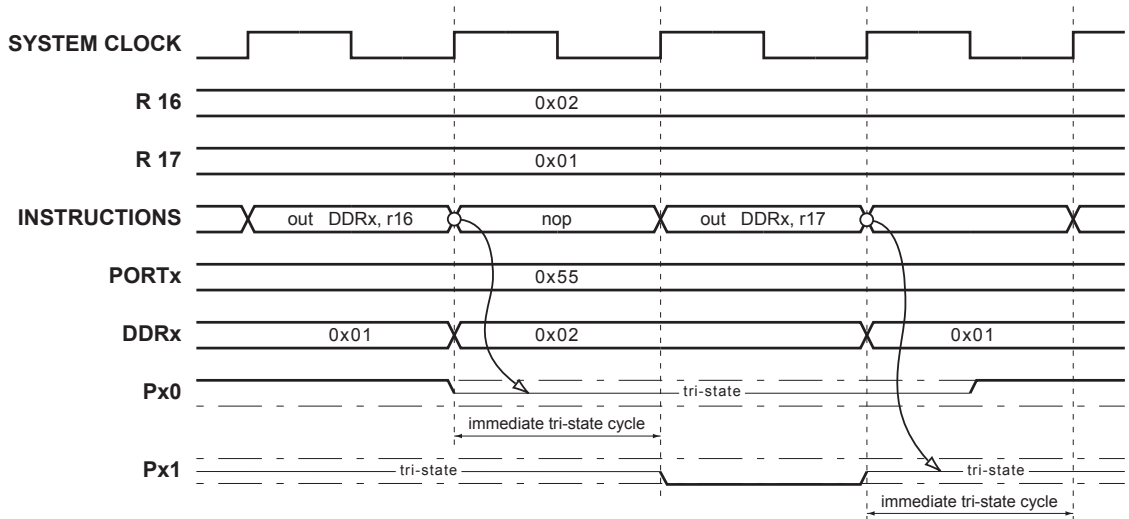 SYSTEM CLOCK
R 16
0x02
R 17
0x01
INSTRUCTIONS
out DDRx, r16
nop
out DDRx, r17
PORTx
0x55
DDRx
0x01
0x02
0x01
Px0
tri-state
immediate tri-state cycle
Px1
tri-state
tri-state
immediate tri-state cycle